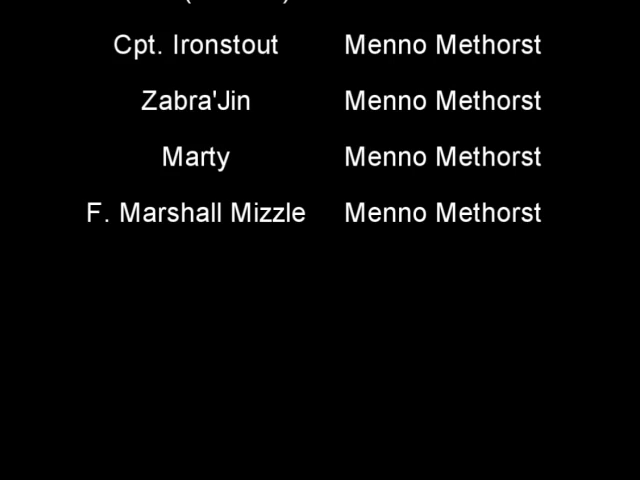 Cpt. Ironstout Menno Methorst
Zabra'Jin Menno Methorst
Marty Menno Methorst
F. Marshall Mizzle Menno Methorst